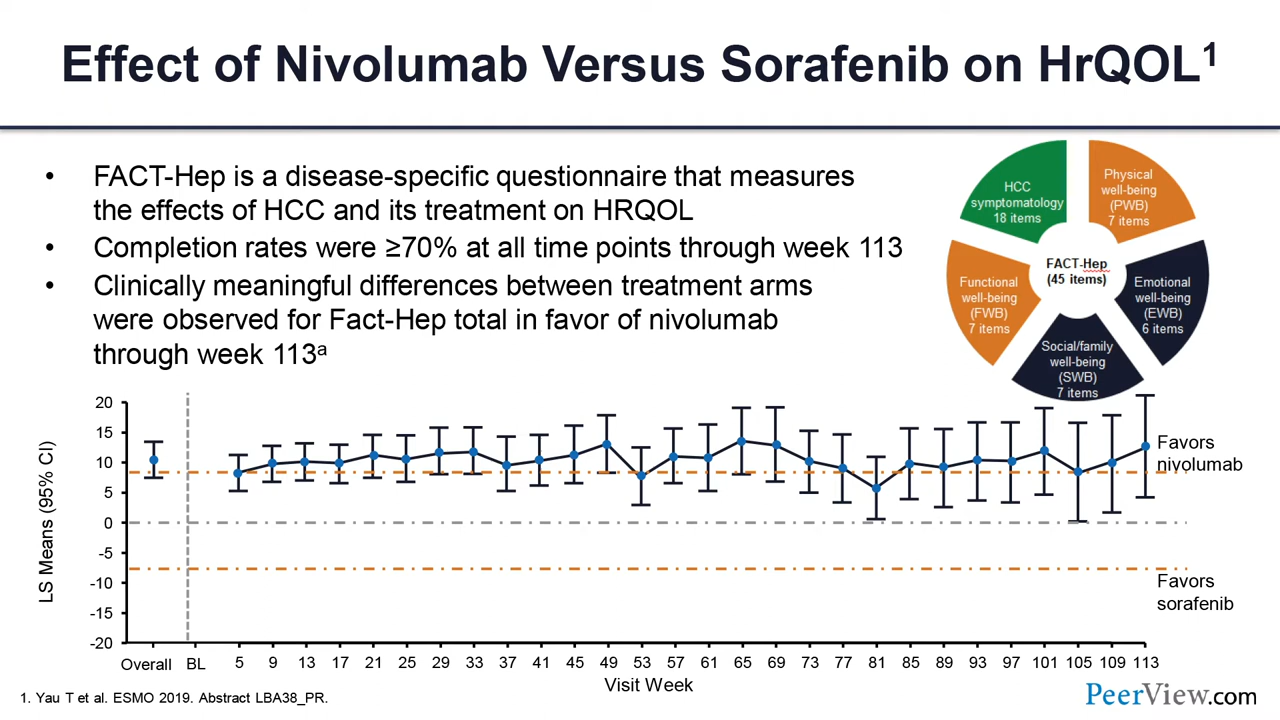 Effect of Nivolumab Versus Sorafenib on HrQOL¹
• FACT-Hep is a disease-specific questionnaire that measures
the effects of HCC and its treatment on HRQOL
• Completion rates were ≥70% at all time points through week 113
• Clinically meaningful differences between treatment arms
were observed for Fact-Hep total in favor of nivolumab
through week 113ª
HCC
symptomatology
18 items
Physical
well-being
(PWB)
7 items
FACT-Hep
(45 items)
Functional
well-being
(FWB)
7 items
Emotional
well-being
(EWB)
6 items
Social/family
well-being
(SWB)
7 items
LS Means (95% CI)
20
15
10
5
0
-5
-10
-15
-20
Favors
nivolumab
Favors
sorafenib
Overall BL 5 9 13 17 21 25 29 33 37 41 45 49 53 57 61 65 69 73 77 81 85 89 93 97 101 105 109 113
Visit Week
1. Yau T et al. ESMO 2019. Abstract LBA38_PR.
PeerView.com